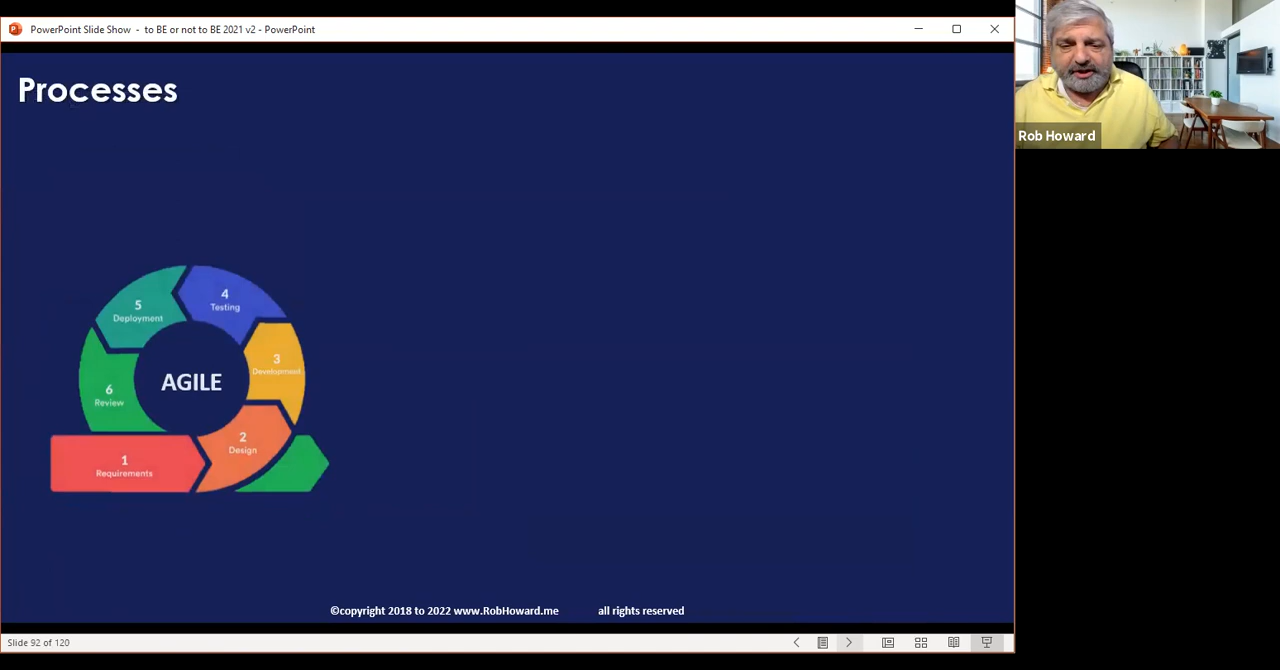 PowerPoint Slide Show - to BE or not to BE 2021 v2 - PowerPoint
Processes
Rob Howard
4
Testing
5
Deployment
3
Development
AGILE
6
Review
2
Design
1
Requirements
©copyright 2018 to 2022 www.RobHoward.me all rights reserved
Slide 92 of 120